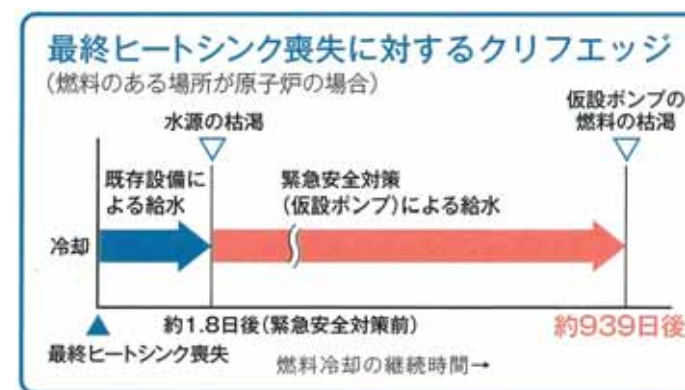 最終ヒートシンク喪失に対するクリフエッジ
(燃料のある場所が原子炉の場合)
水源の枯渇
仮設ポンプの
燃料の枯渇
既存設備に
よる給水
緊急安全対策
(仮設ポンプ)による給水
冷却
約1.8日後(緊急安全対策前)
約939日後
最終ヒートシンク喪失
燃料冷却の継続時間→